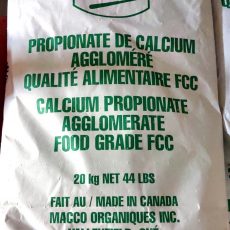 PROPIONATE DE CALCIUM
AGGLOMÉRÉ
QUALITÉ ALIMENTAIRE FCC
CALCIUM PROPIONATE
AGGLOMERATE
FOOD GRADE FCC
20 kg NET 44 LBS
FAIT AU / MADE IN CANADA
MACCO ORGANIQUES INC.